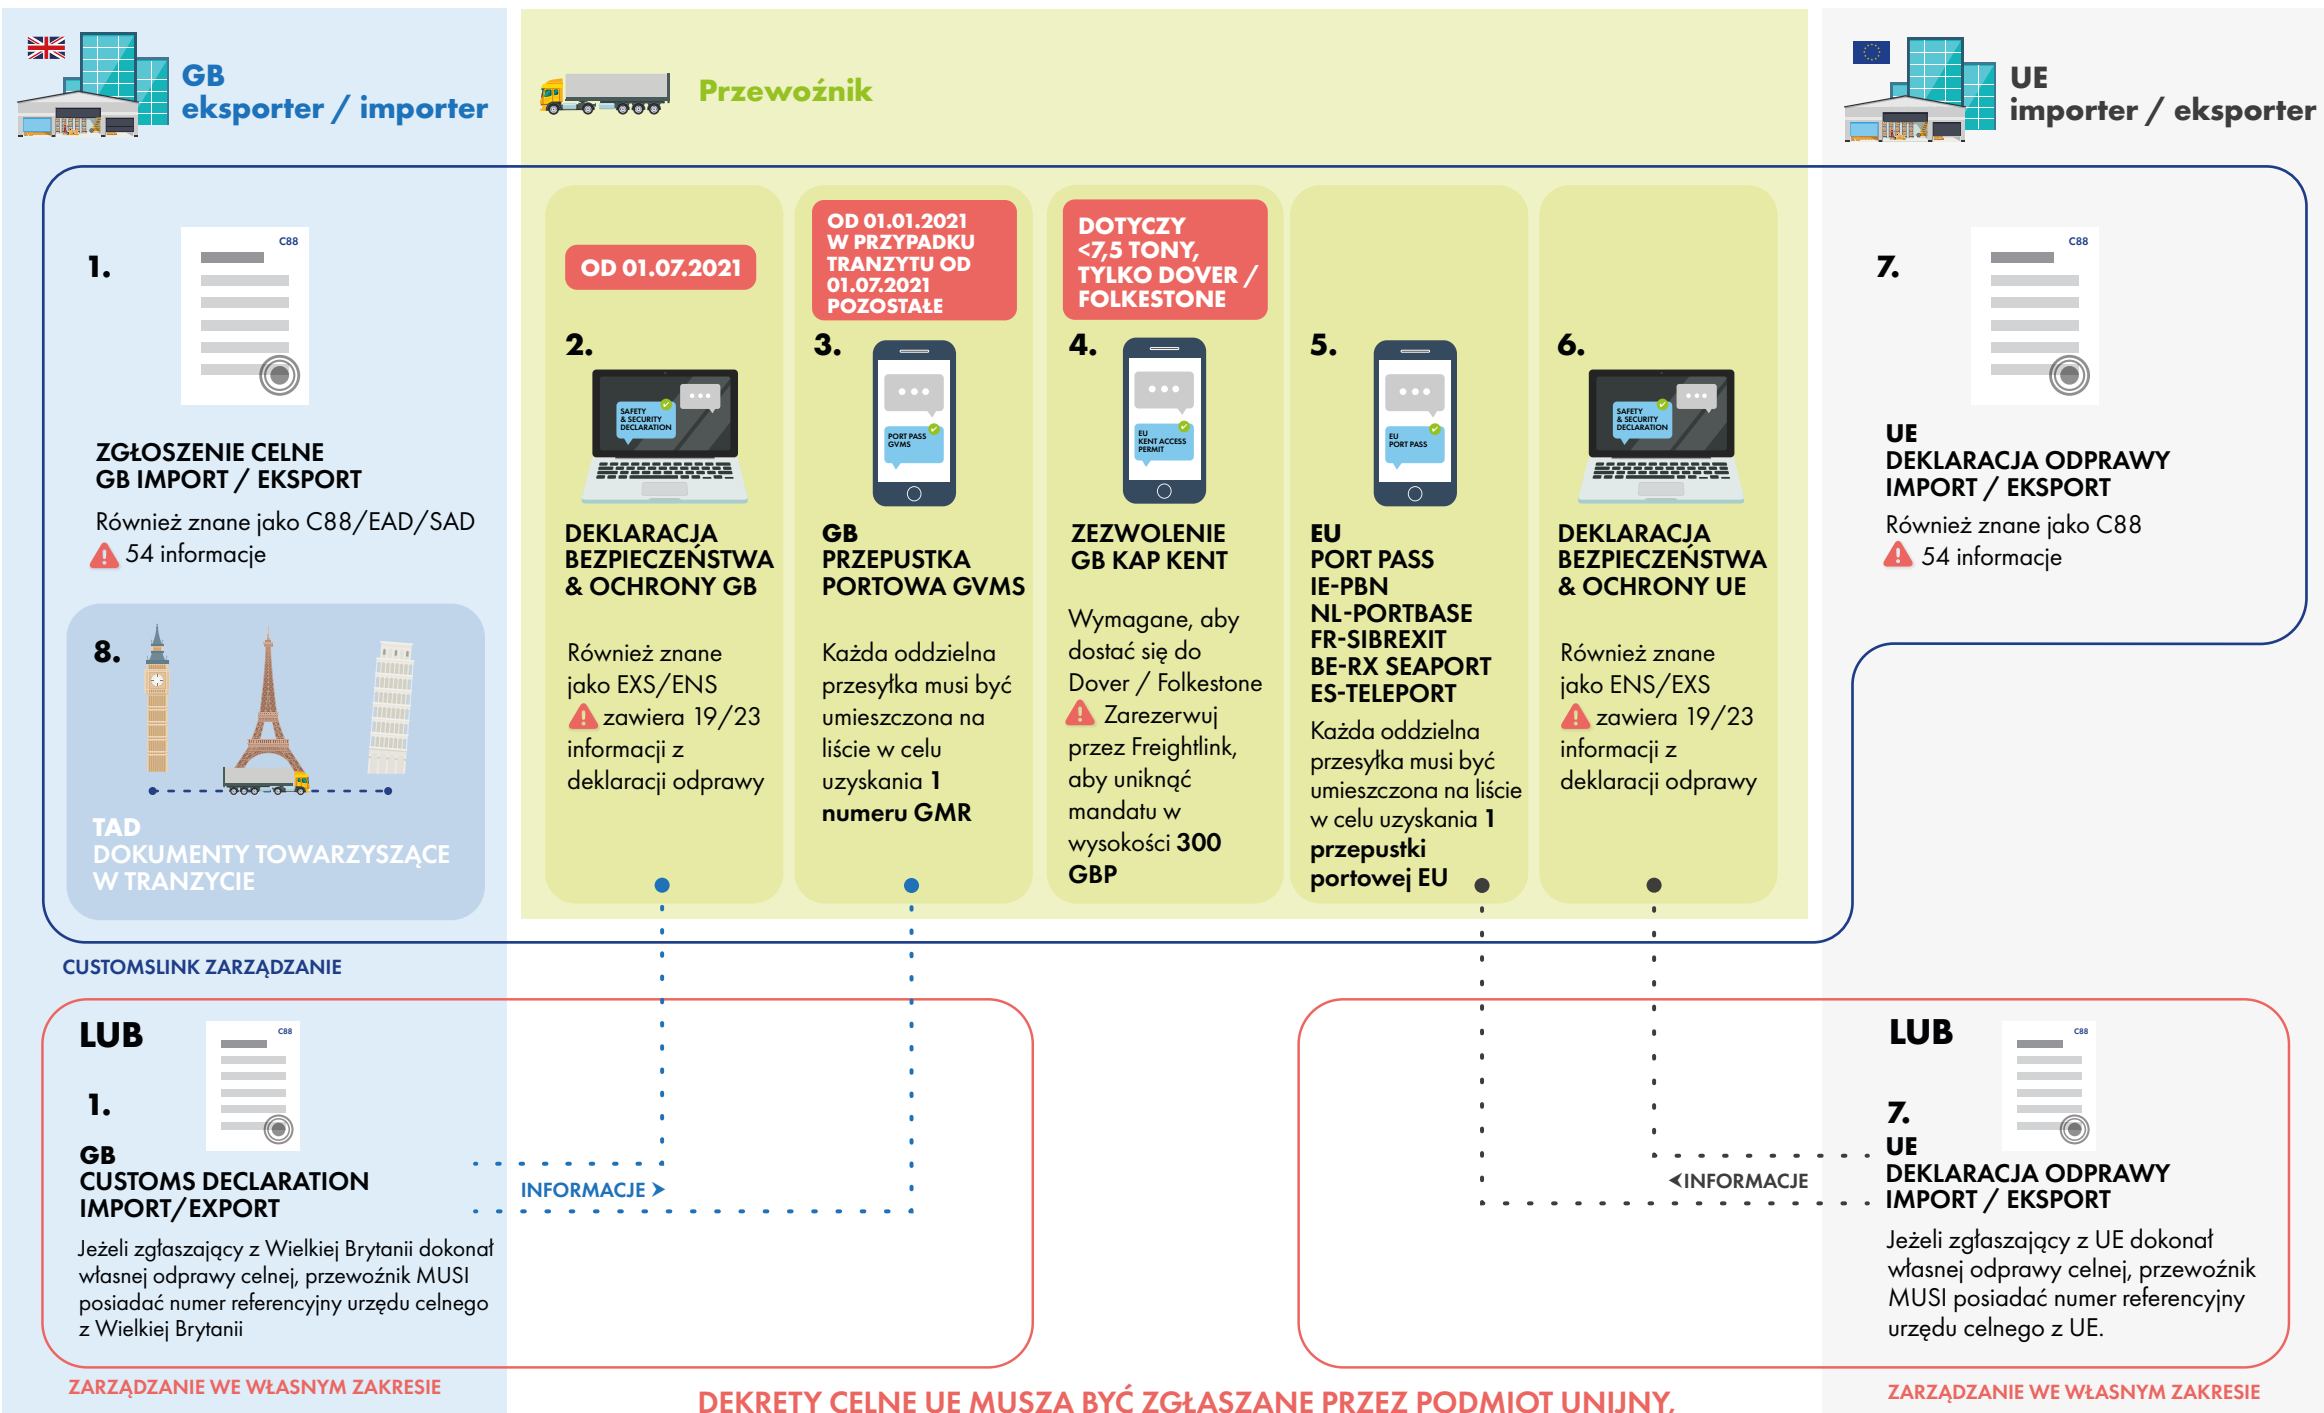 GB
eksporter / importer
Przewoźnik
UE
importer / eksporter
1.
C88
ZGŁOSZENIE CELNE
GB IMPORT / EKSPORT
Również znane jako C88/EAD/SAD
54 informacje
8.
TAD
DOKUMENTY TOWARZYSZĄCE
W TRANZYCIE
OD 01.07.2021
2.
SAFETY
& SECURITY
DECLARATION
DEKLARACJA
BEZPIECZEŃSTWA
& OCHRONY GB
Również znane
jako EXS/ENS
zawiera 19/23
informacji z
deklaracji odprawy
OD 01.01.2021
W PRZYPADKU
TRANZYTU OD
01.07.2021
POZOSTAŁE
3.
PORT PASS
GVMS
GB
PRZEPUSTKA
PORTOWA GVMS
Każda oddzielna
przesyłka musi być
umieszczona na
liście w celu
uzyskania 1
numeru GMR
DOTYCZY
<7,5 TONY,
TYLKO DOVER /
FOLKESTONE
4.
EU
KENT ACCESS
PERMIT
ZEZWOLENIE
GB KAP KENT
Wymagane, aby
dostać się do
Dover / Folkestone
Zarezerwuj
przez Freightlink,
aby uniknąć
mandatu w
wysokości 300
GBP
5.
EU
PORT PASS
EU
PORT PASS
IE-PBN
NL-PORTBASE
FR-SIBREXIT
BE-RX SEAPORT
ES-TELEPORT
Każda oddzielna
przesyłka musi być
umieszczona na liście
w celu uzyskania 1
przepustki
portowej EU
6.
SAFETY
& SECURITY
DECLARATION
DEKLARACJA
BEZPIECZEŃSTWA
& OCHRONY UE
Również znane
jako ENS/EXS
zawiera 19/23
informacji z
deklaracji odprawy
7.
C88
UE
DEKLARACJA ODPRAWY
IMPORT / EKSPORT
Również znane jako C88
54 informacje
CUSTOMSLINK ZARZĄDZANIE
LUB
C88
1.
GB
CUSTOMS DECLARATION
IMPORT/EXPORT
Jeżeli zgłaszający z Wielkiej Brytanii dokonał
własnej odprawy celnej, przewoźnik MUSI
posiadać numer referencyjny urzędu celnego
z Wielkiej Brytanii
INFORMACJE
ZARZĄDZANIE WE WŁASNYM ZAKRESIE
LUB
C88
7.
UE
DEKLARACJA ODPRAWY
IMPORT / EKSPORT
Jeżeli zgłaszający z UE dokonał
własnej odprawy celnej, przewoźnik
MUSI posiadać numer referencyjny
urzędu celnego z UE.
INFORMACJE
ZARZĄDZANIE WE WŁASNYM ZAKRESIE
DEKRETY CELNE UE MUSZA BYĆ ZGŁASZANE PRZEZ PODMIOT UNIJNY,